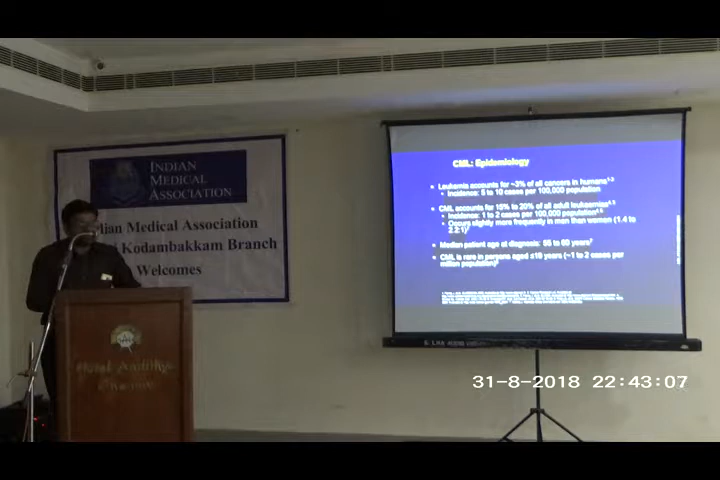 INDIAN
MEDICAL
ASSOCIATION
dian Medical Association
i Kodambakkam Branch
Welcomes
CML: Epidemiology
Leukemia accounts for ~3% of all cancers in humans
Incidence: 5 to 10 cases per 100,000 population
CML accounts for 15% to 20% of all adult leukemias
Incidence: 1 to 2 cases per 100,000 population
Occurs slightly more frequently in men than women (1.4 to
2.2:1)
Median patient age at diagnosis: 55 to 60 years
CML is rare in persons aged years (~1 to 2 cases per
million population)
Hotel
Chennai
31-8-2018 22:43:07